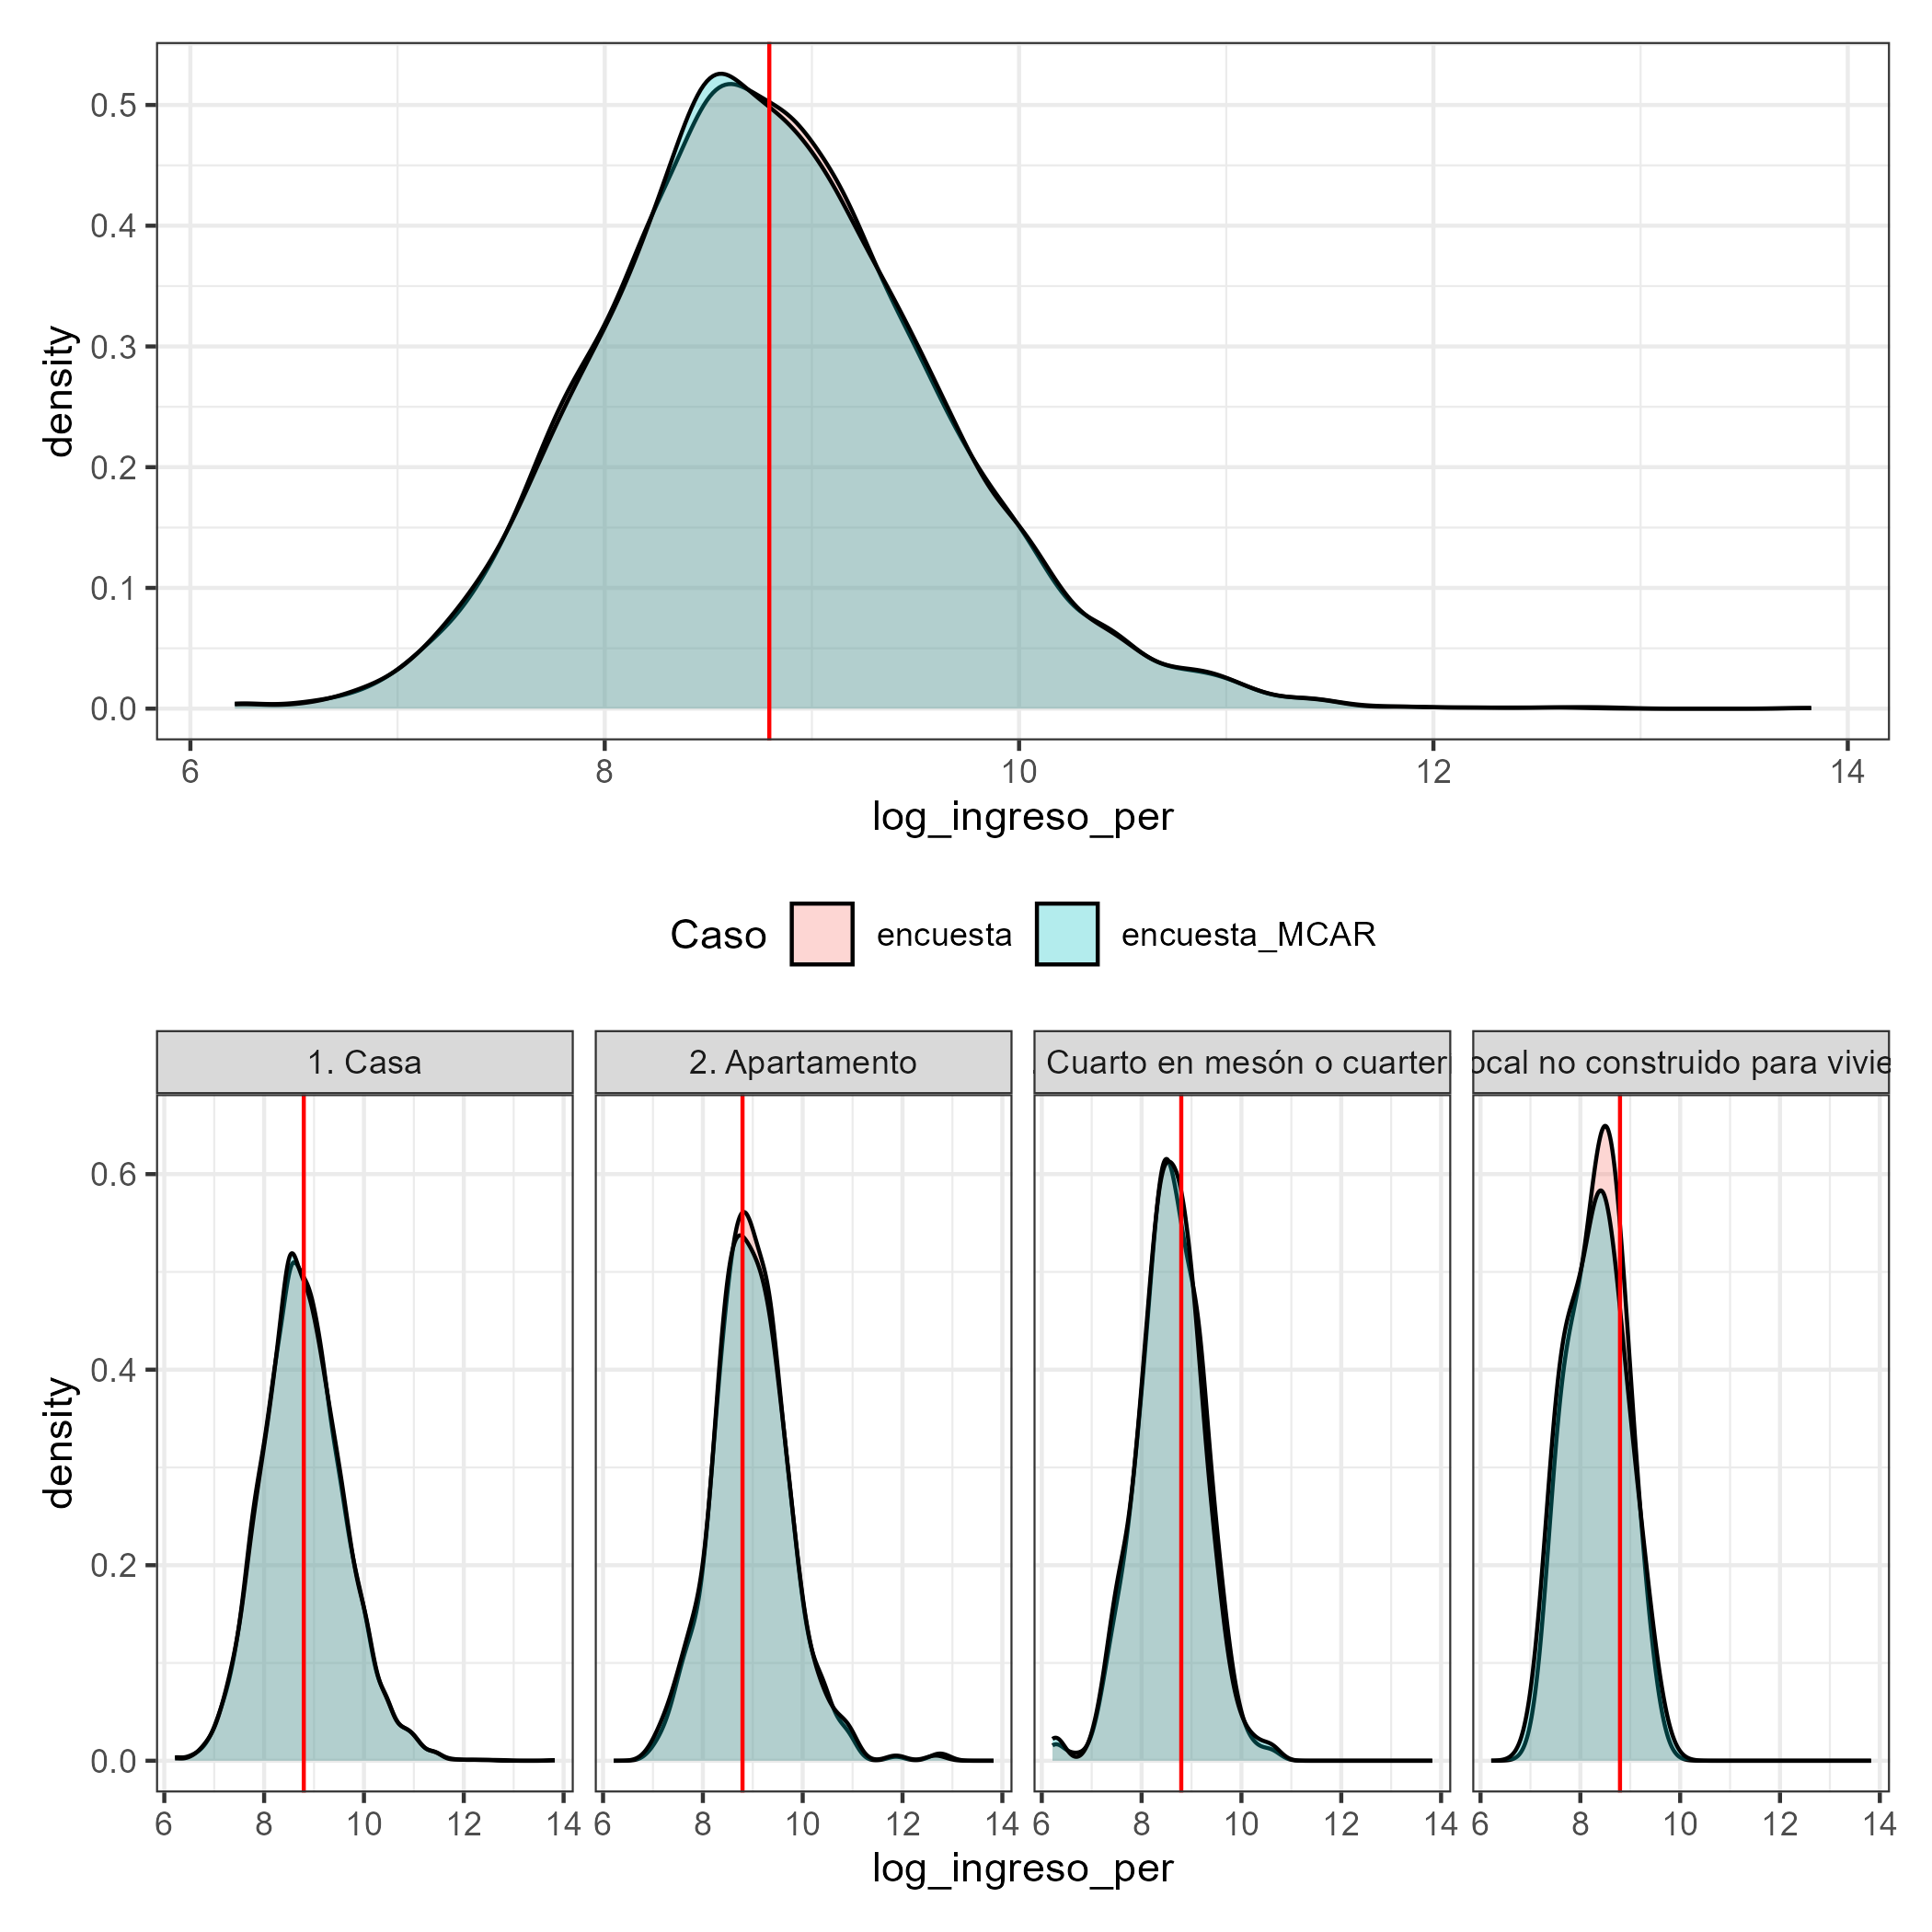 density
0.5
0.4
0.3
0.2
0.1
0.0
6 8 10 12 14
log_ingreso_per
Caso encuesta encuesta_MCAR
1. Casa 2. Apartamento Cuarto en mesón o cuarter ocal no construido para vivie
density
0.6
0.4
0.2
0.0
6 8 10 12 14 6 8 10 12 14 6 8 10 12 14 6 8 10 12 14
log_ingreso_per